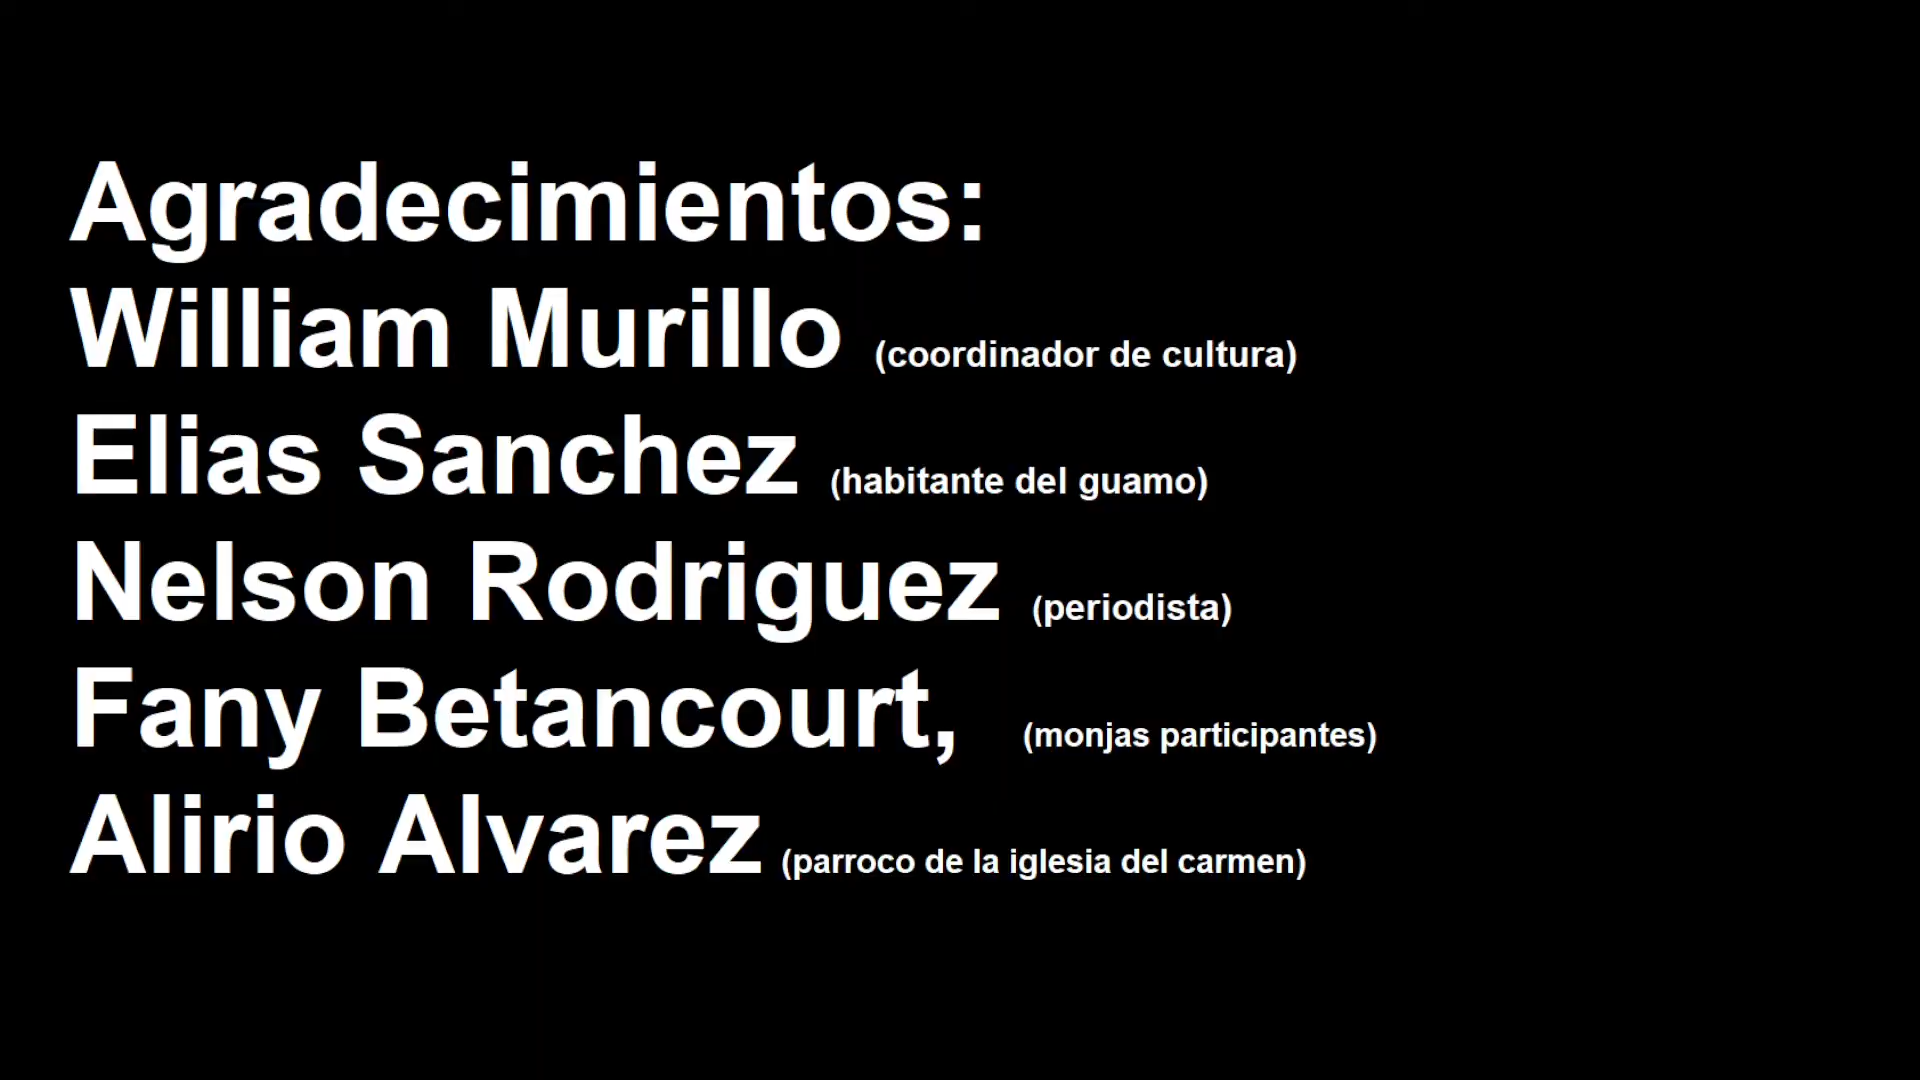 Agradecimientos:
William Murillo (coordinador de cultura)
Elias Sanchez (habitante del guamo)
Nelson Rodriguez (periodista)
Fany Betancourt, (monjas participantes)
Alirio Alvarez (parroco de la iglesia del carmen)